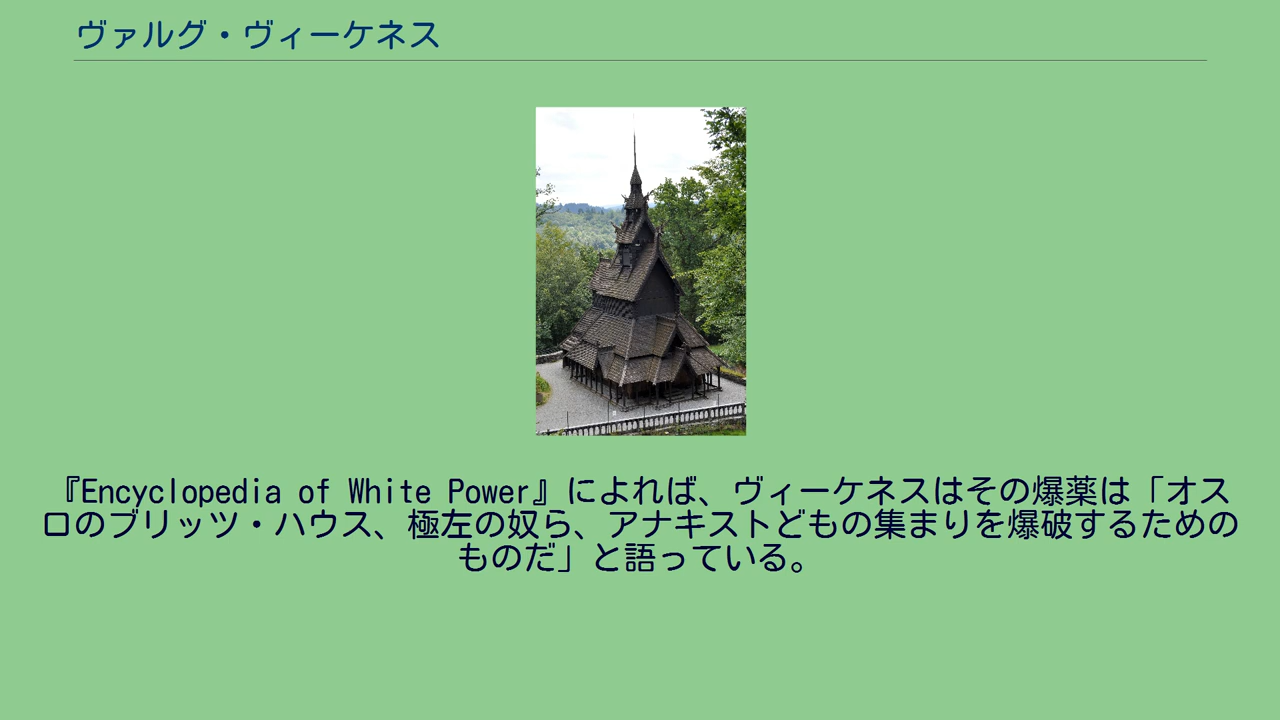 ヴァルグ・ヴィーケネス
『Encyclopedia of White Power』によれば、ヴィーケネスはその爆薬は「オス
ロのブリッツ・ハウス、極左の奴ら、アナキストどもの集まりを爆破するための
ものだ」と語っている。